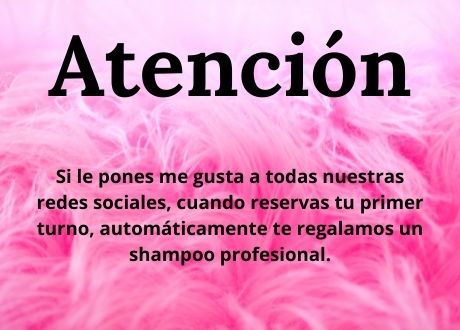 Atención
Si le pones me gusta a todas nuestras
redes sociales, cuando reservas tu primer
turno, automáticamente te regalamos un
shampoo profesional.